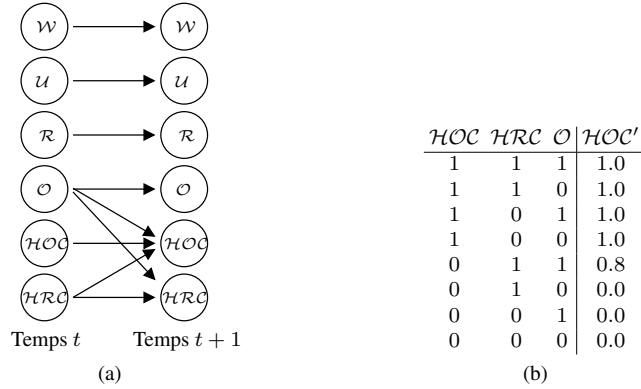 𝒲 𝒲
𝒰 𝒰
ℛ ℛ
𝒪 𝒪
ℋ𝒪𝒞 ℋ𝒪𝒞
ℋℛ𝒞 ℋℛ𝒞
Temps t Temps t + 1
(a)
ℋ𝒪𝒞 ℋℛ𝒞 𝒪 ℋ𝒪𝒞′
1 1 1 1.0
1 1 0 1.0
1 0 1 1.0
1 0 0 1.0
0 1 1 0.8
0 1 0 0.0
0 0 1 0.0
0 0 0 0.0
(b)